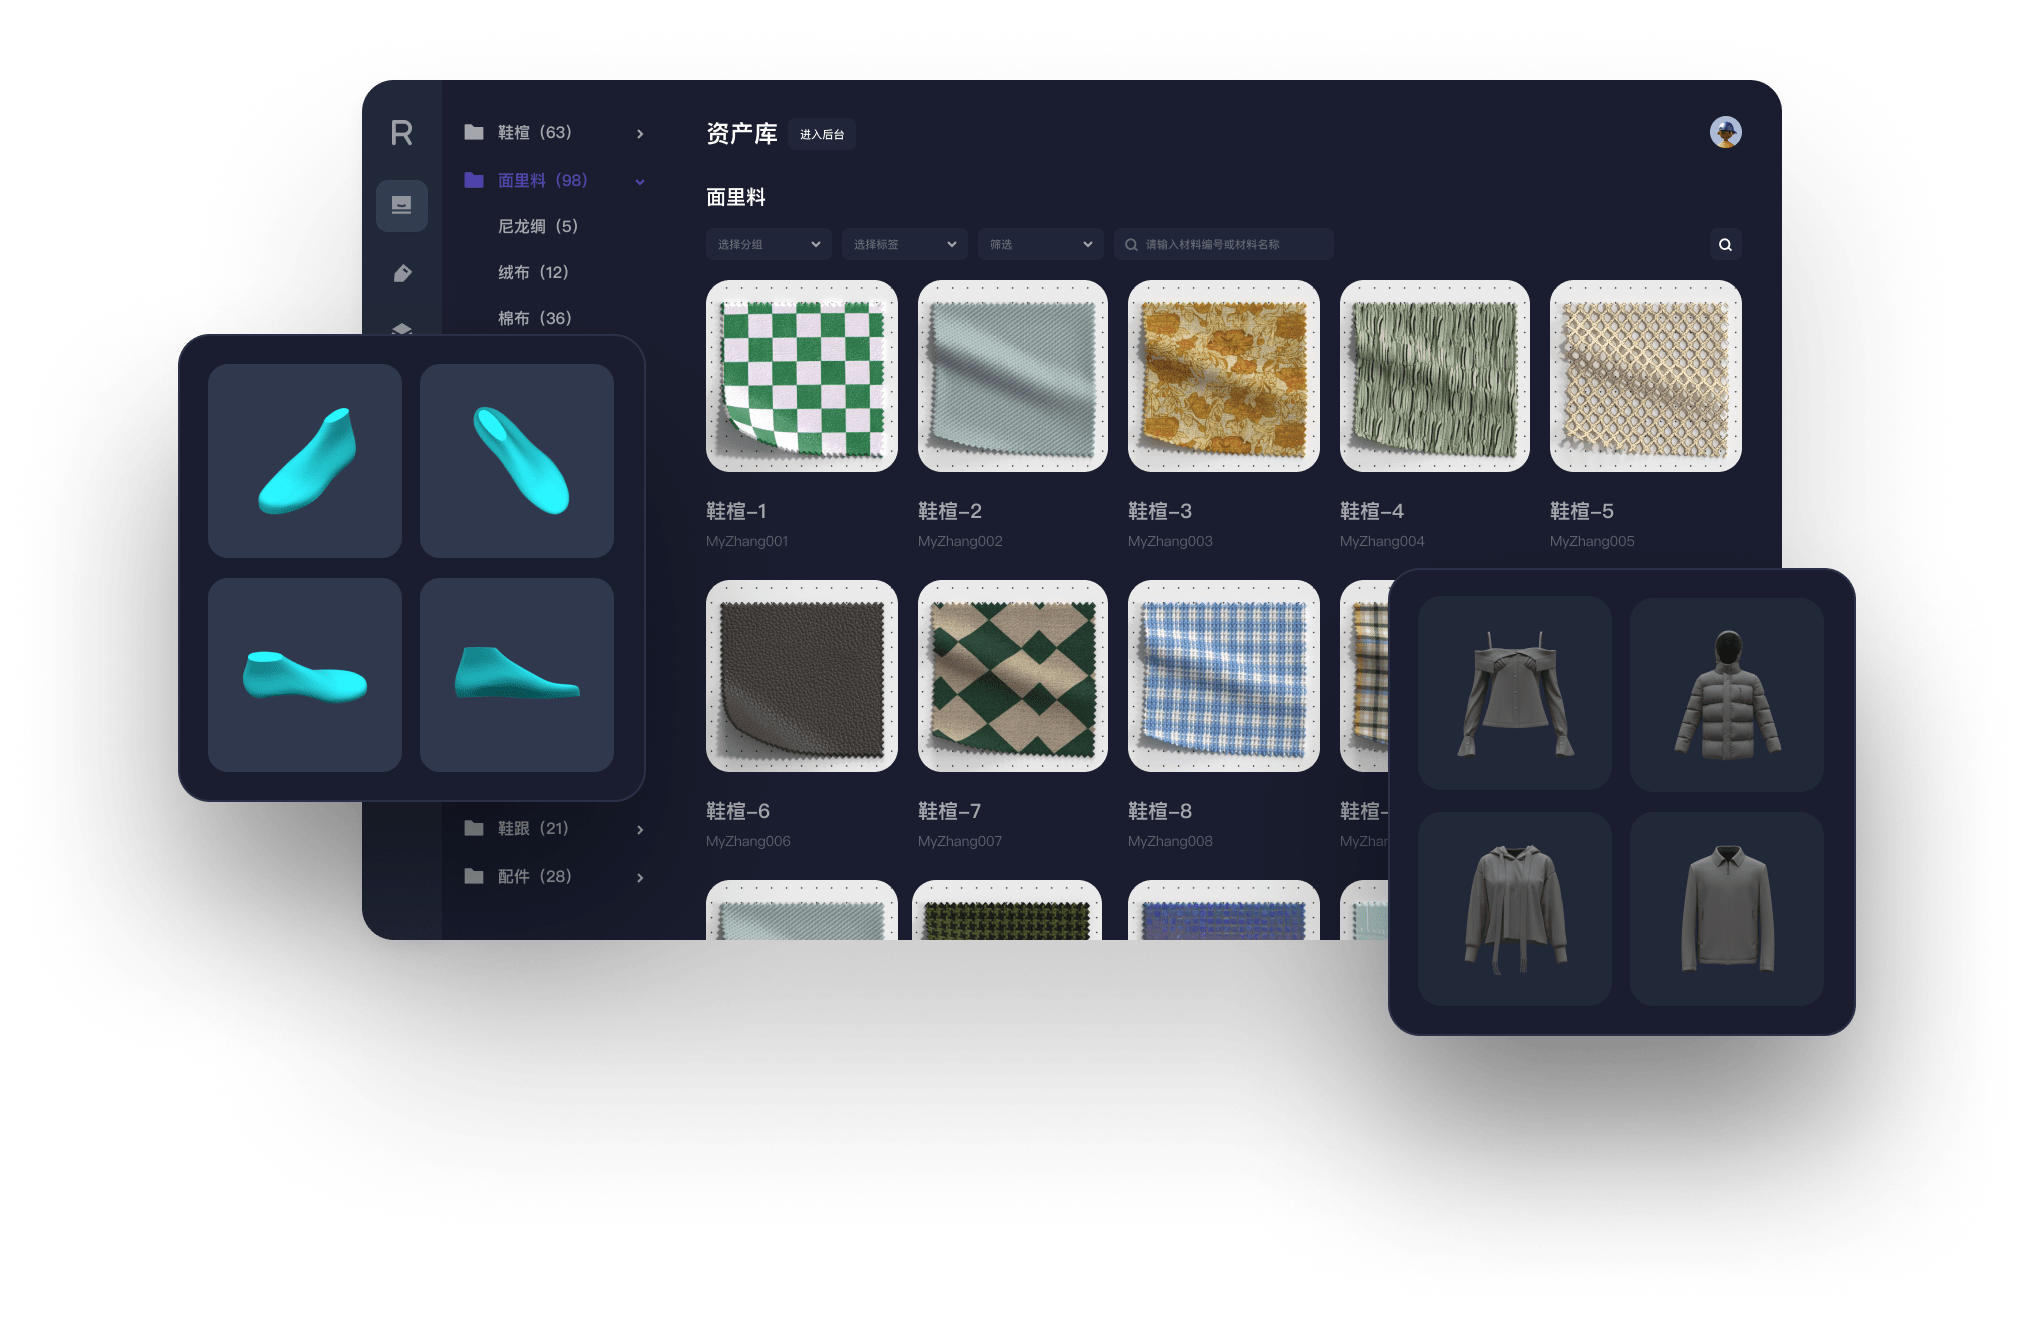 R
鞋楦（63）
面里料（98）
尼龙绸（5）
绒布（12）
棉布（36）
鞋跟（21）
配件（28）
资产库
进入后台
面里料
选择分组
选择标签
筛选
请输入材料编号或材料名称
鞋楦-1
MyZhang001
鞋楦-2
MyZhang002
鞋楦-3
MyZhang003
鞋楦-4
MyZhang004
鞋楦-5
MyZhang005
鞋楦-6
MyZhang006
鞋楦-7
MyZhang007
鞋楦-8
MyZhang008
鞋楦-
MyZhan